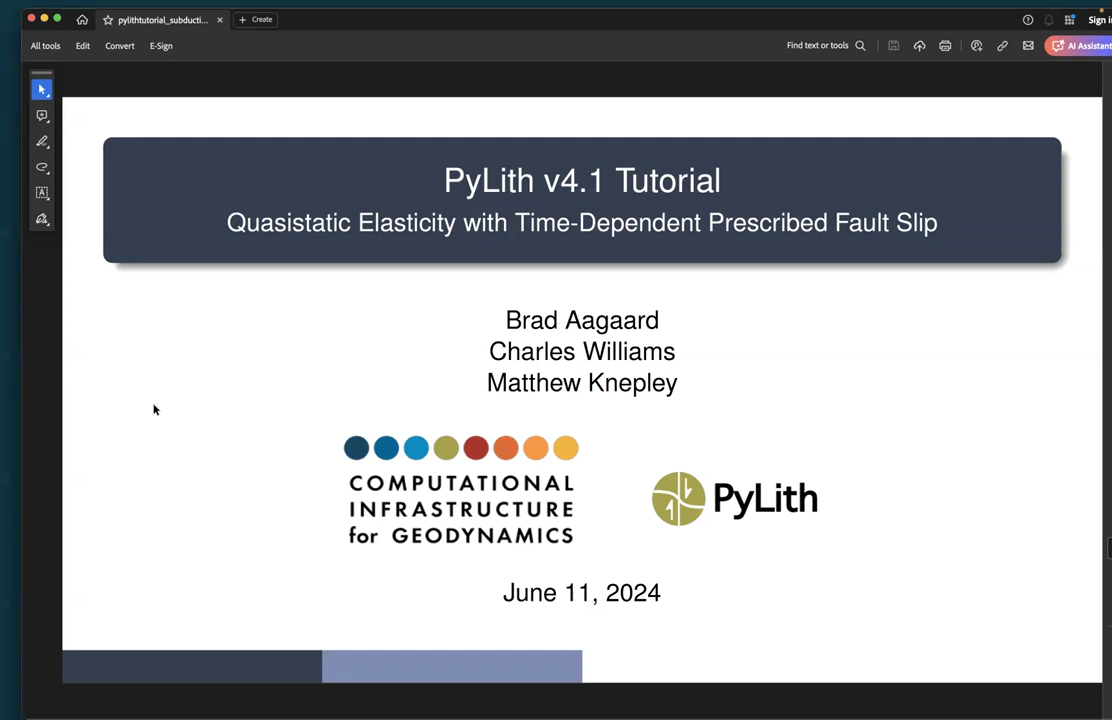 pylithtutorial_subducti...
Create
Sign i
All tools
Edit
Convert
E-Sign
Find text or tools
AI Assistant
PyLith v4.1 Tutorial
Quasistatic Elasticity with Time-Dependent Prescribed Fault Slip
Brad Aagaard
Charles Williams
Matthew Knepley
COMPUTATIONAL
INFRASTRUCTURE
for GEODYNAMICS
PyLith
June 11, 2024